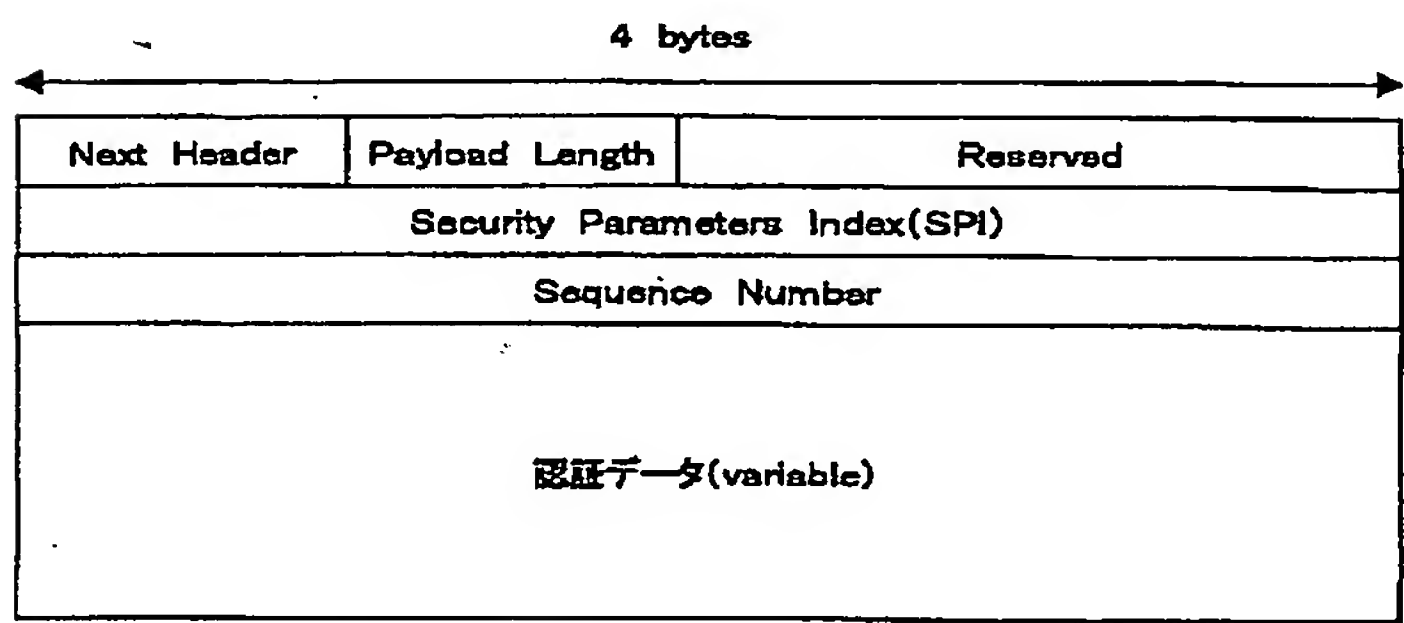 4 bytes
Next Header Payload Length Reserved
Security Parameters Index(SPI)
Sequence Number
認証データ(variable)